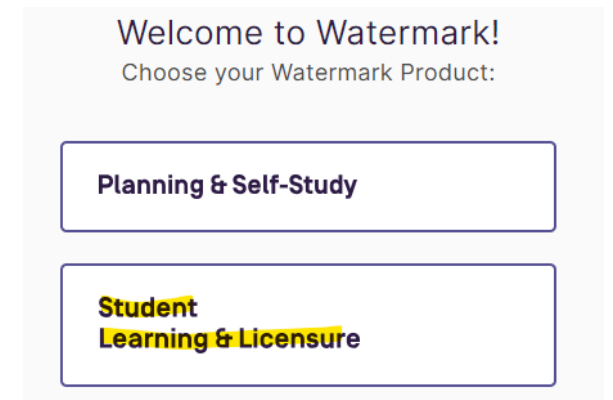 Welcome to Watermark!
Choose your Watermark Product:
Planning & Self-Study
Student
Learning & Licensure